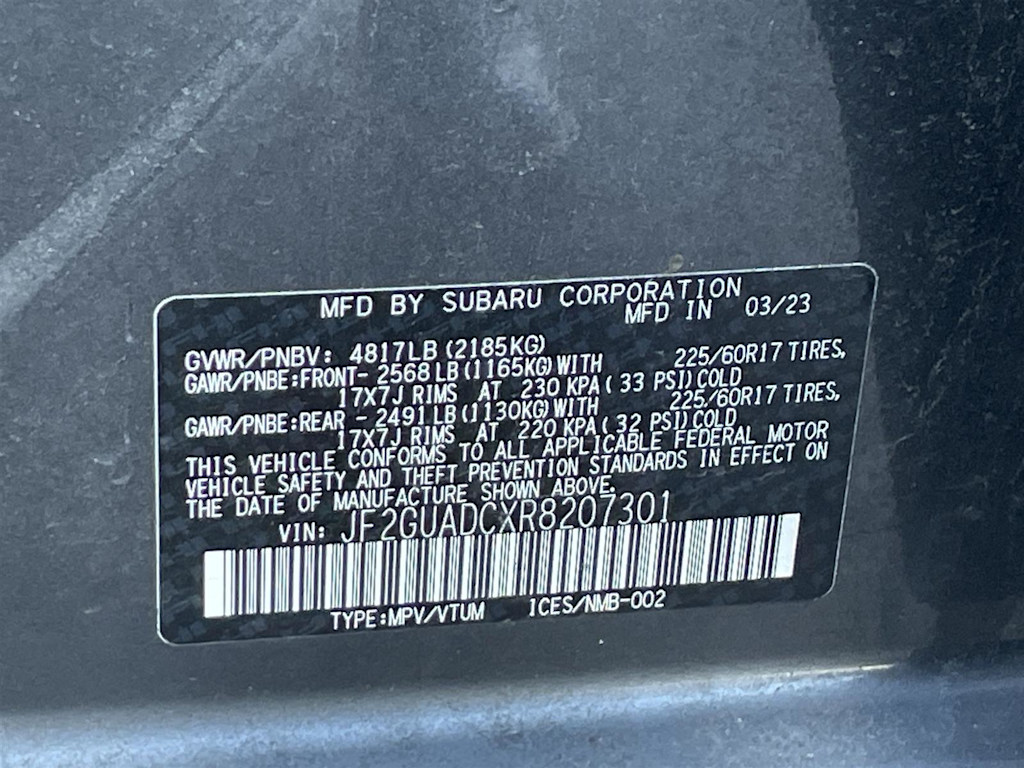 MFD BY SUBARU CORPORATION
MFD IN 03/23
GVWR/PNBV: 4817LB (2185KG)
GAWR/PNBE:FRONT- 2568 LB (1165KG) WITH 225/60R17 TIRES,
17X7J RIMS AT 230 KPA ( 33 PSI) COLD
GAWR/PNBE:REAR - 2491 LB (1130KG) WITH 225/60R17 TIRES,
17X7J RIMS AT 220 KPA ( 32 PSI) COLD
THIS VEHICLE CONFORMS TO ALL APPLICABLE FEDERAL MOTOR
VEHICLE SAFETY AND THEFT PREVENTION STANDARDS IN EFFECT ON
THE DATE OF MANUFACTURE SHOWN ABOVE.
VIN: JF2GUADCXR8207301
TYPE:MPV/VTUM ICES/NMB-002